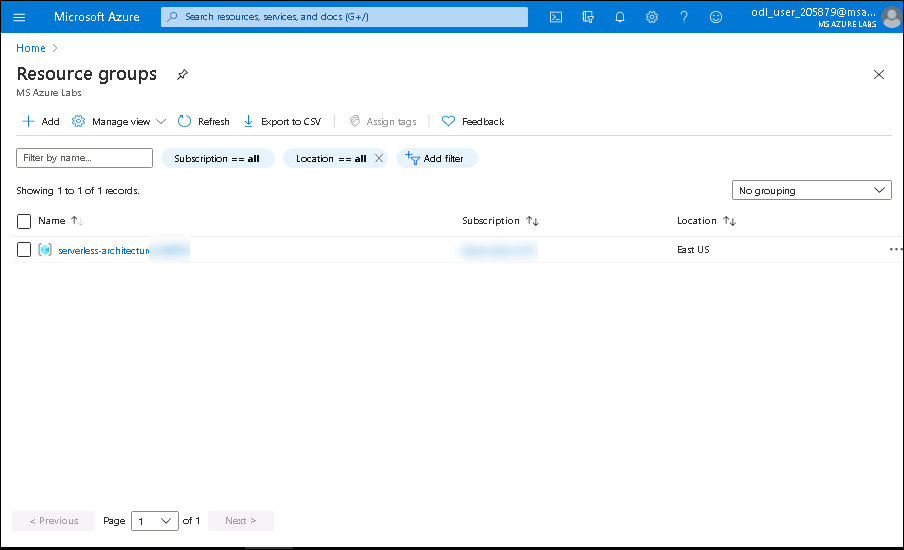 Microsoft Azure
Search resources, services, and docs (G+/)
odl_user_205879@msa...
MS AZURE LABS
Home
Resource groups
MS Azure Labs
Add
Manage view
Refresh
Export to CSV
Assign tags
Feedback
Filter by name...
Subscription == all
Location == all
Add filter
Showing 1 to 1 of 1 records.
No grouping
Name
Subscription
Location
serverless-architecture
East US
< Previous
Page
1
of 1
Next >